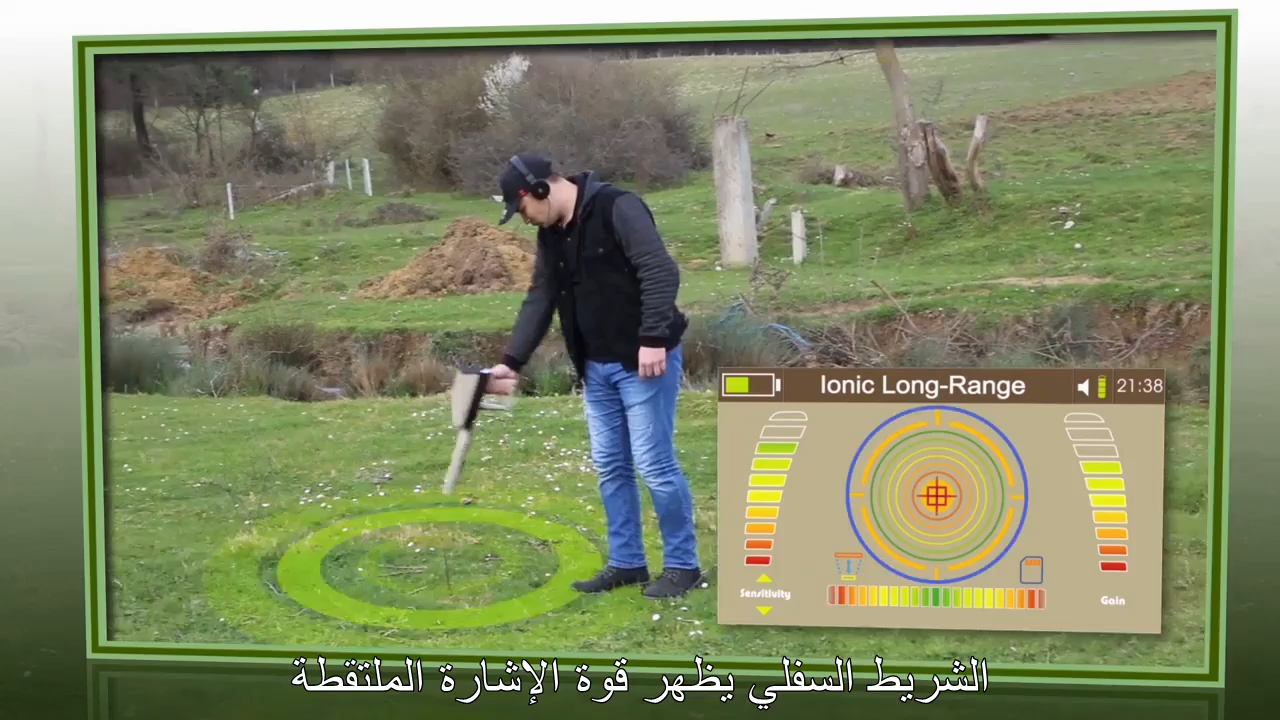 Ionic Long-Range
21:38
Sensitivity
Gain
الشريط السفلي يظهر قوة الإشارة الملتقطة